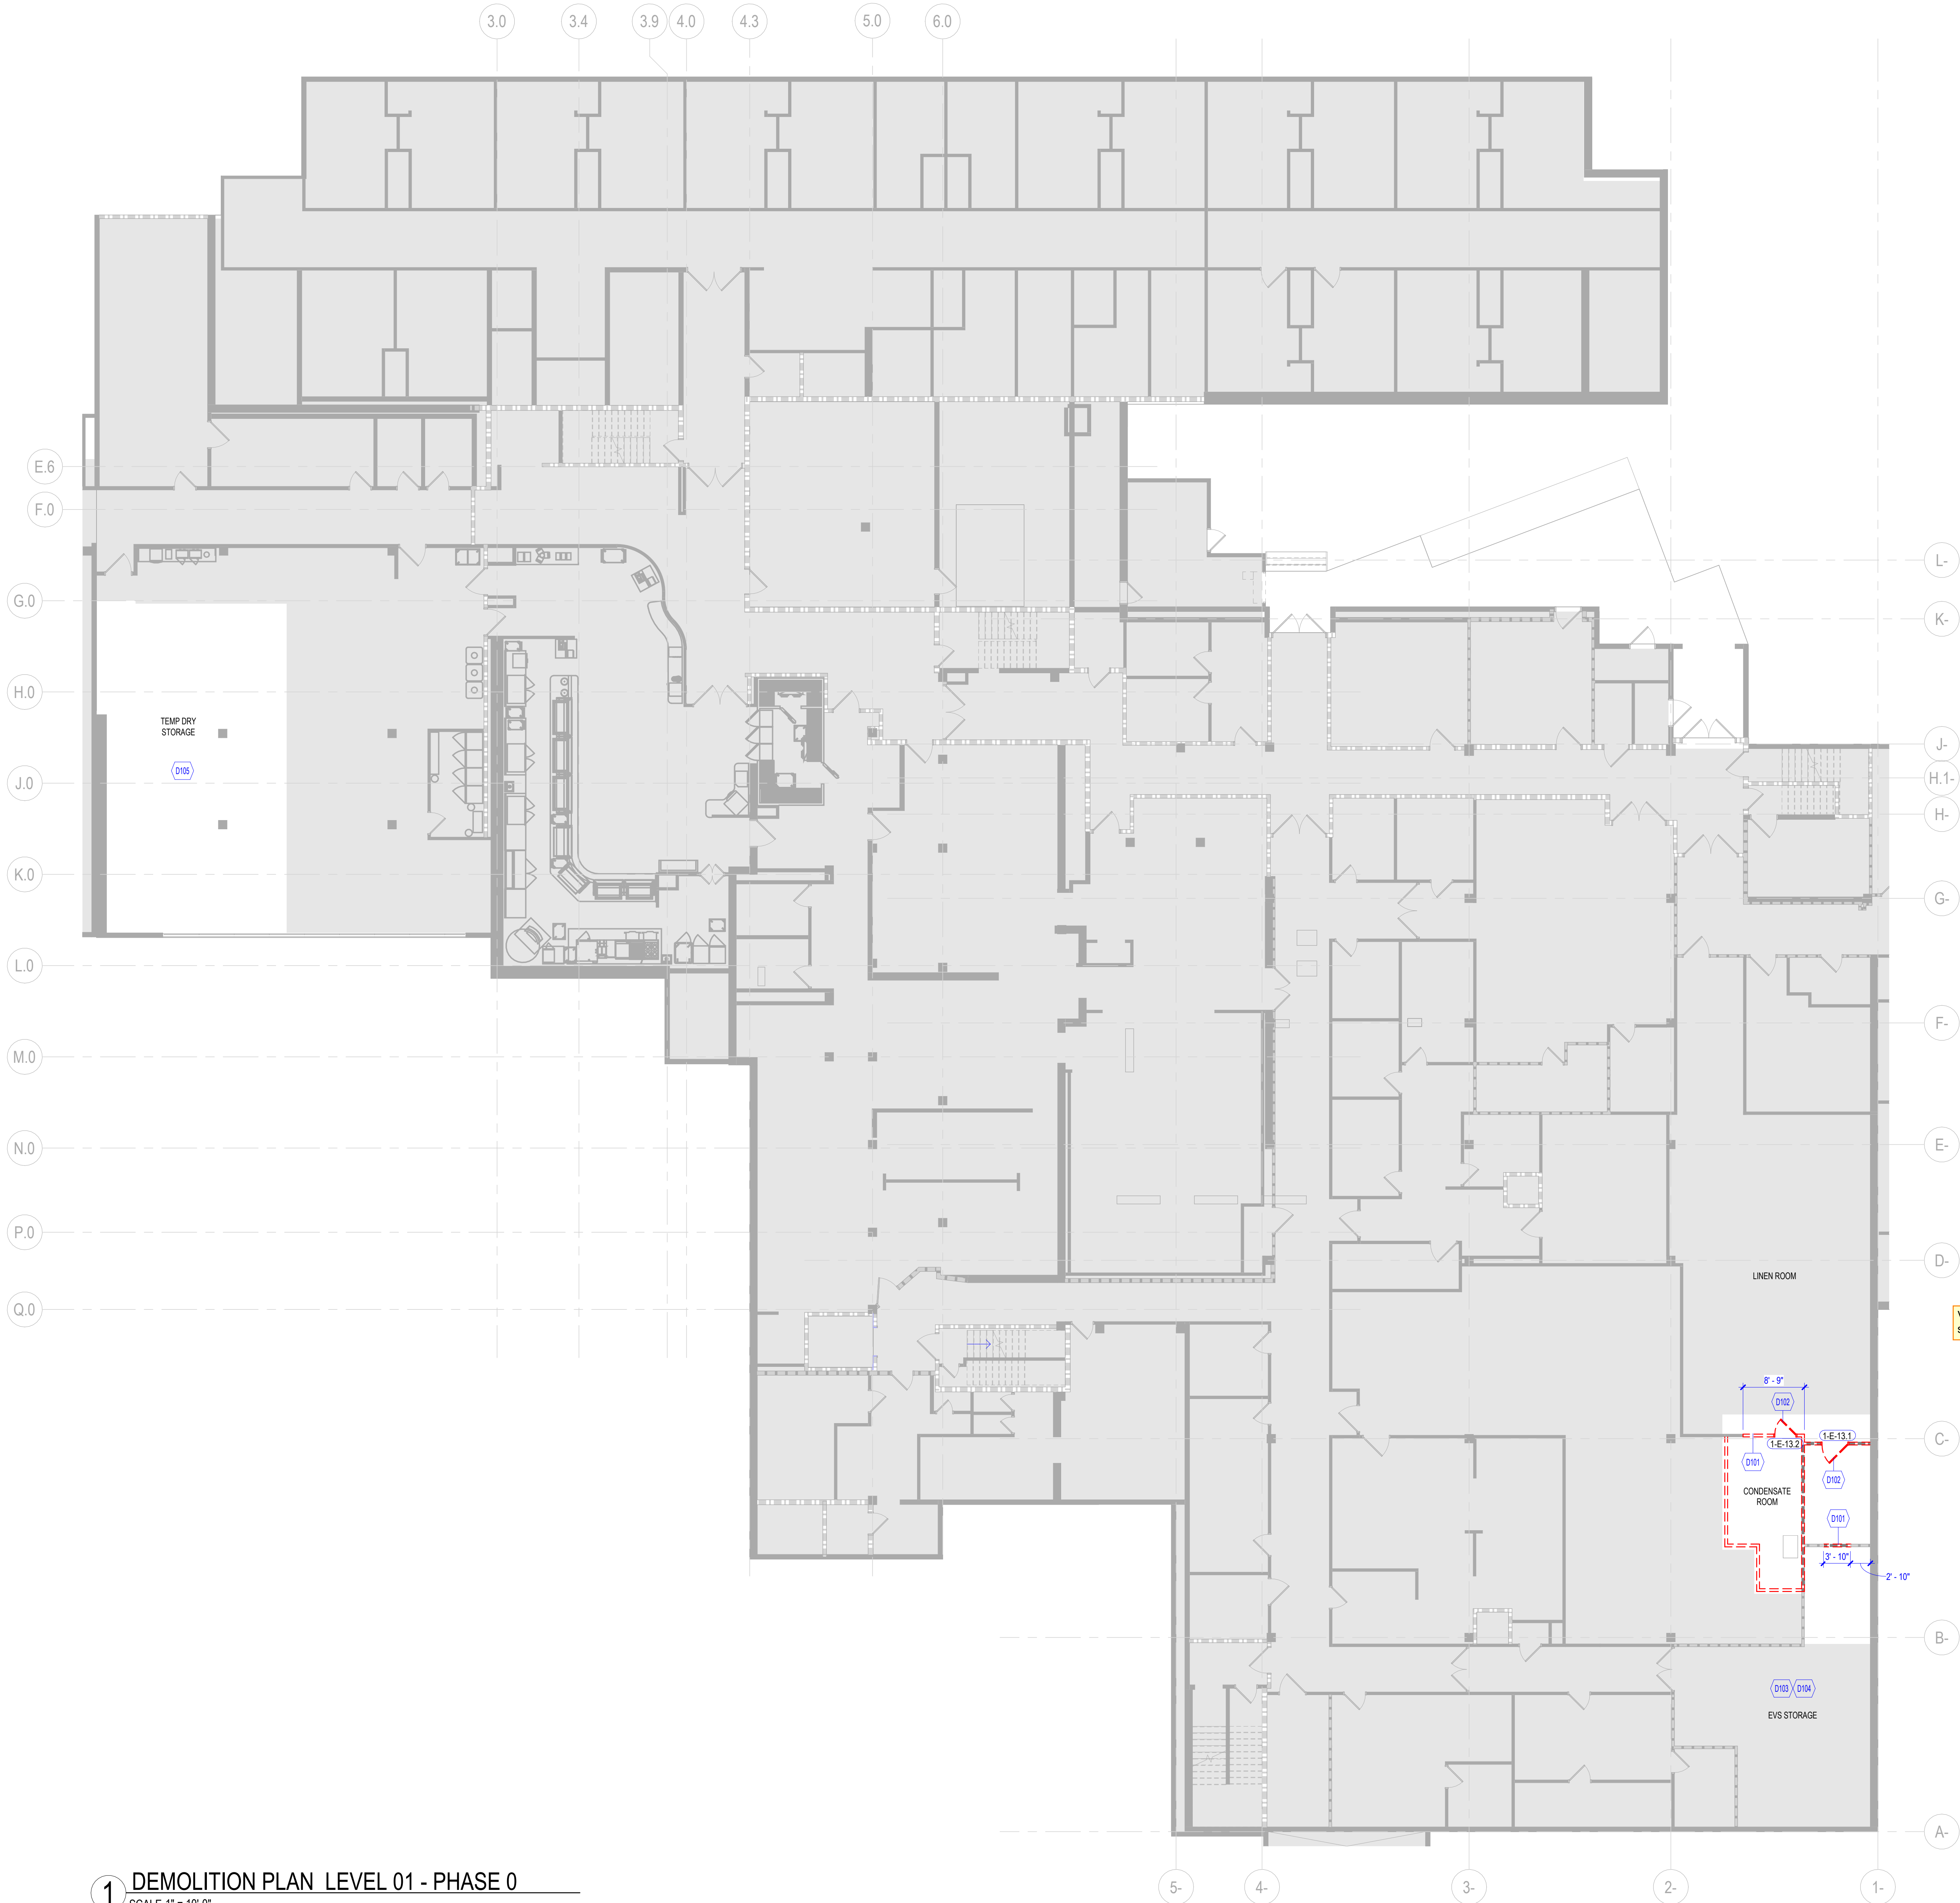 3.0
3.4
3.9
4.0
4.3
5.0
6.0
E.6
F.0
G.0
H.0
J.0
K.0
L.0
M.0
N.0
P.0
Q.0
L-
K-
J-
H.1-
H-
G-
F-
E-
D-
C-
B-
A-
TEMP DRY
STORAGE
D105
LINEN ROOM
8' - 9"
D102
1-E-13.2
1-E-13.1
D101
D102
CONDENSATE
ROOM
D101
3' - 10"
2' - 10"
D103
D104
EVS STORAGE
5-
4-
3-
2-
1-
1
DEMOLITION PLAN LEVEL 01 - PHASE 0